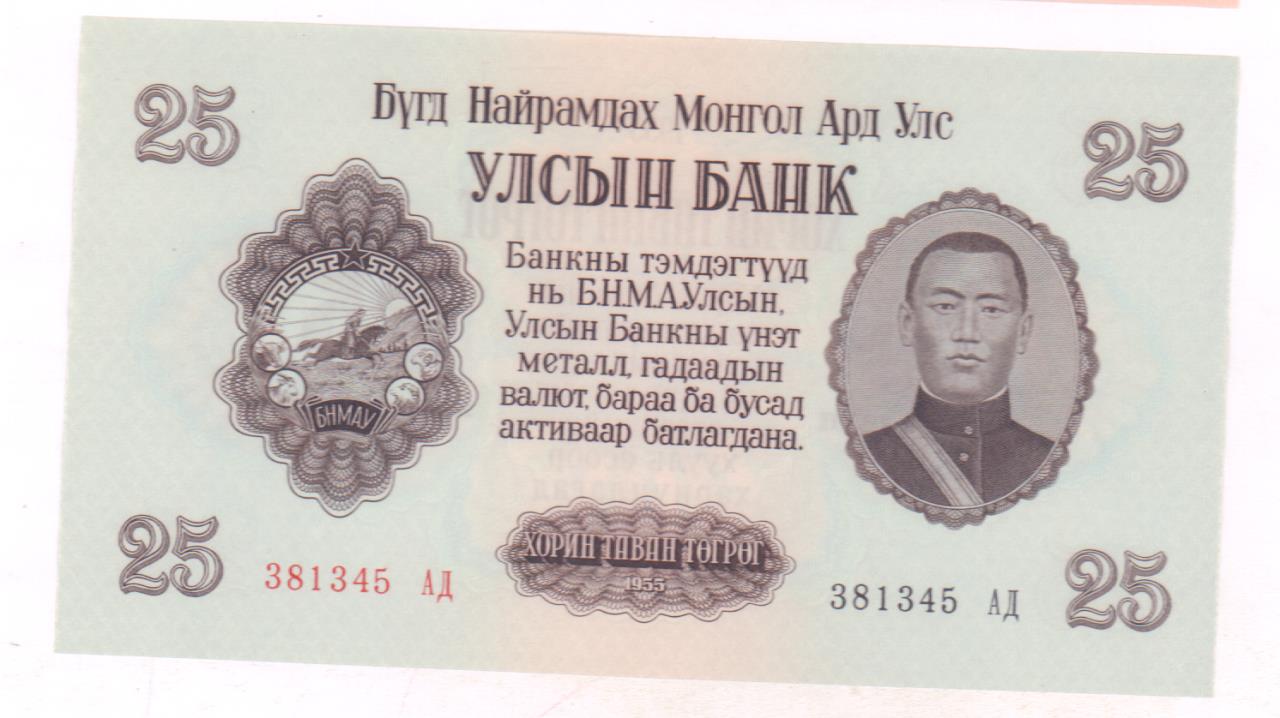 25
Бүгд Найрамдах Монгол Ард Улс
25
УЛСЫН БАНК
Банкны тэмдэгтүүд
нь Б.Н.М.А.Улсын,
Улсын Банкны үнэт
металл, гадаадын
валют, бараа ба бусад
активаар батлагдана.
БНМАУ
25
381345 АД
ХОРИН ТАВАН ТӨГРӨГ
1955
381345 АД
25